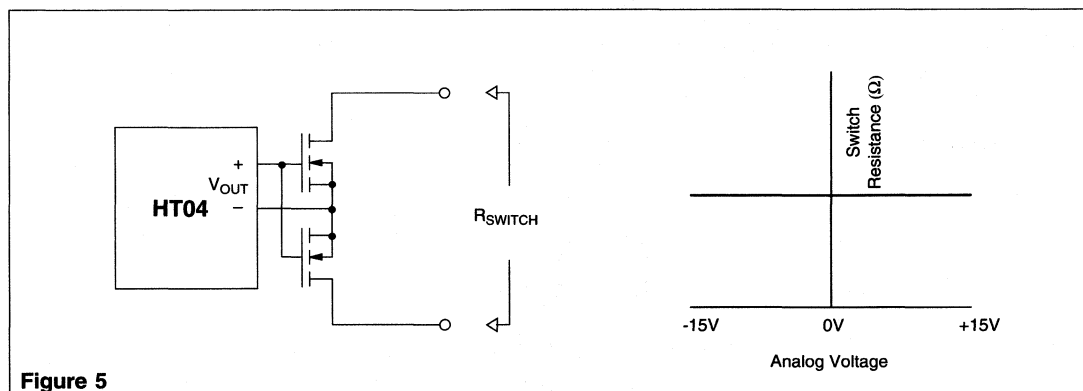 +
V_OUT
HT04
−
R_SWITCH
Switch
Resistance (Ω)
-15V 0V +15V
Analog Voltage
Figure 5